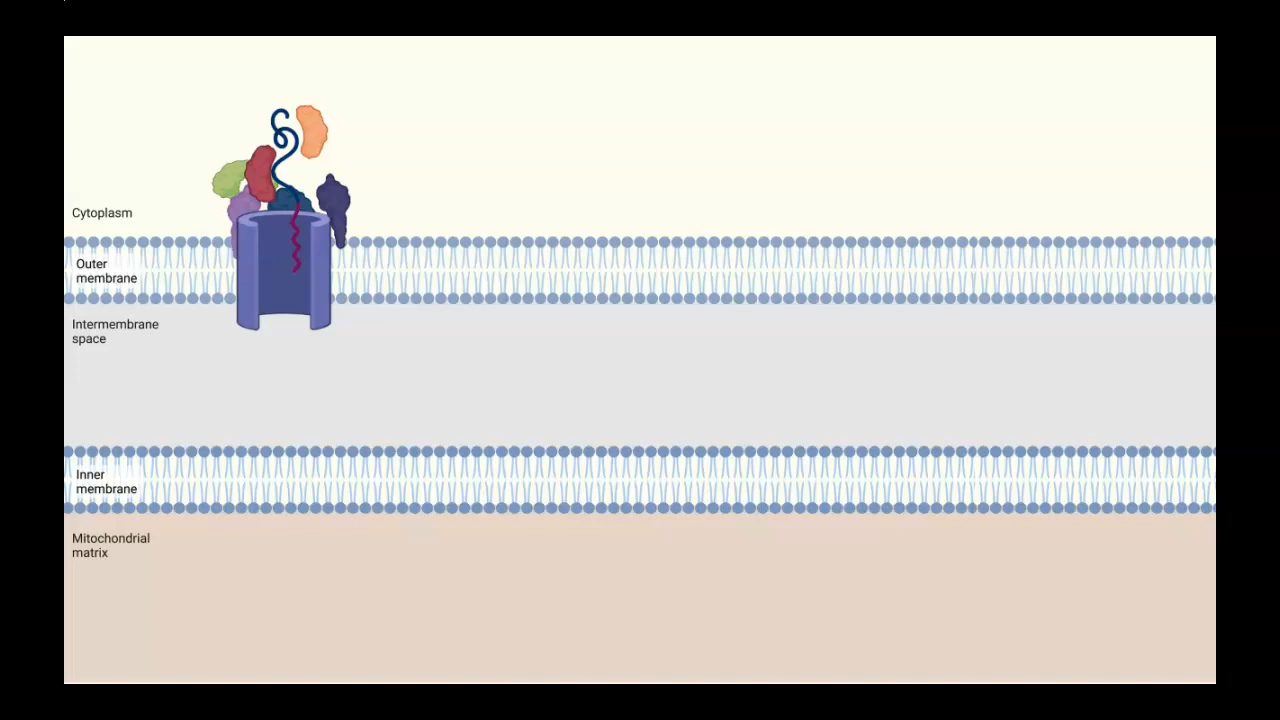 Cytoplasm
Outer
membrane
Intermembrane
space
Inner
membrane
Mitochondrial
matrix